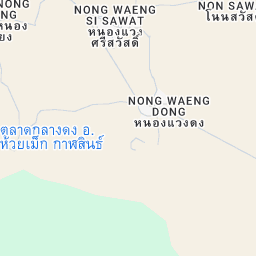 NONG
NG
หนอง
ยง
NONG WAENG
SI SAWAT
หนองแวง
ศรีสวัสดิ์
NON SAW
โนนสวัส
NONG WAENG
DONG
หนองแวงดง
ตลาดกลางดง อ.
ห้วยเม็ก กาฬสินธุ์